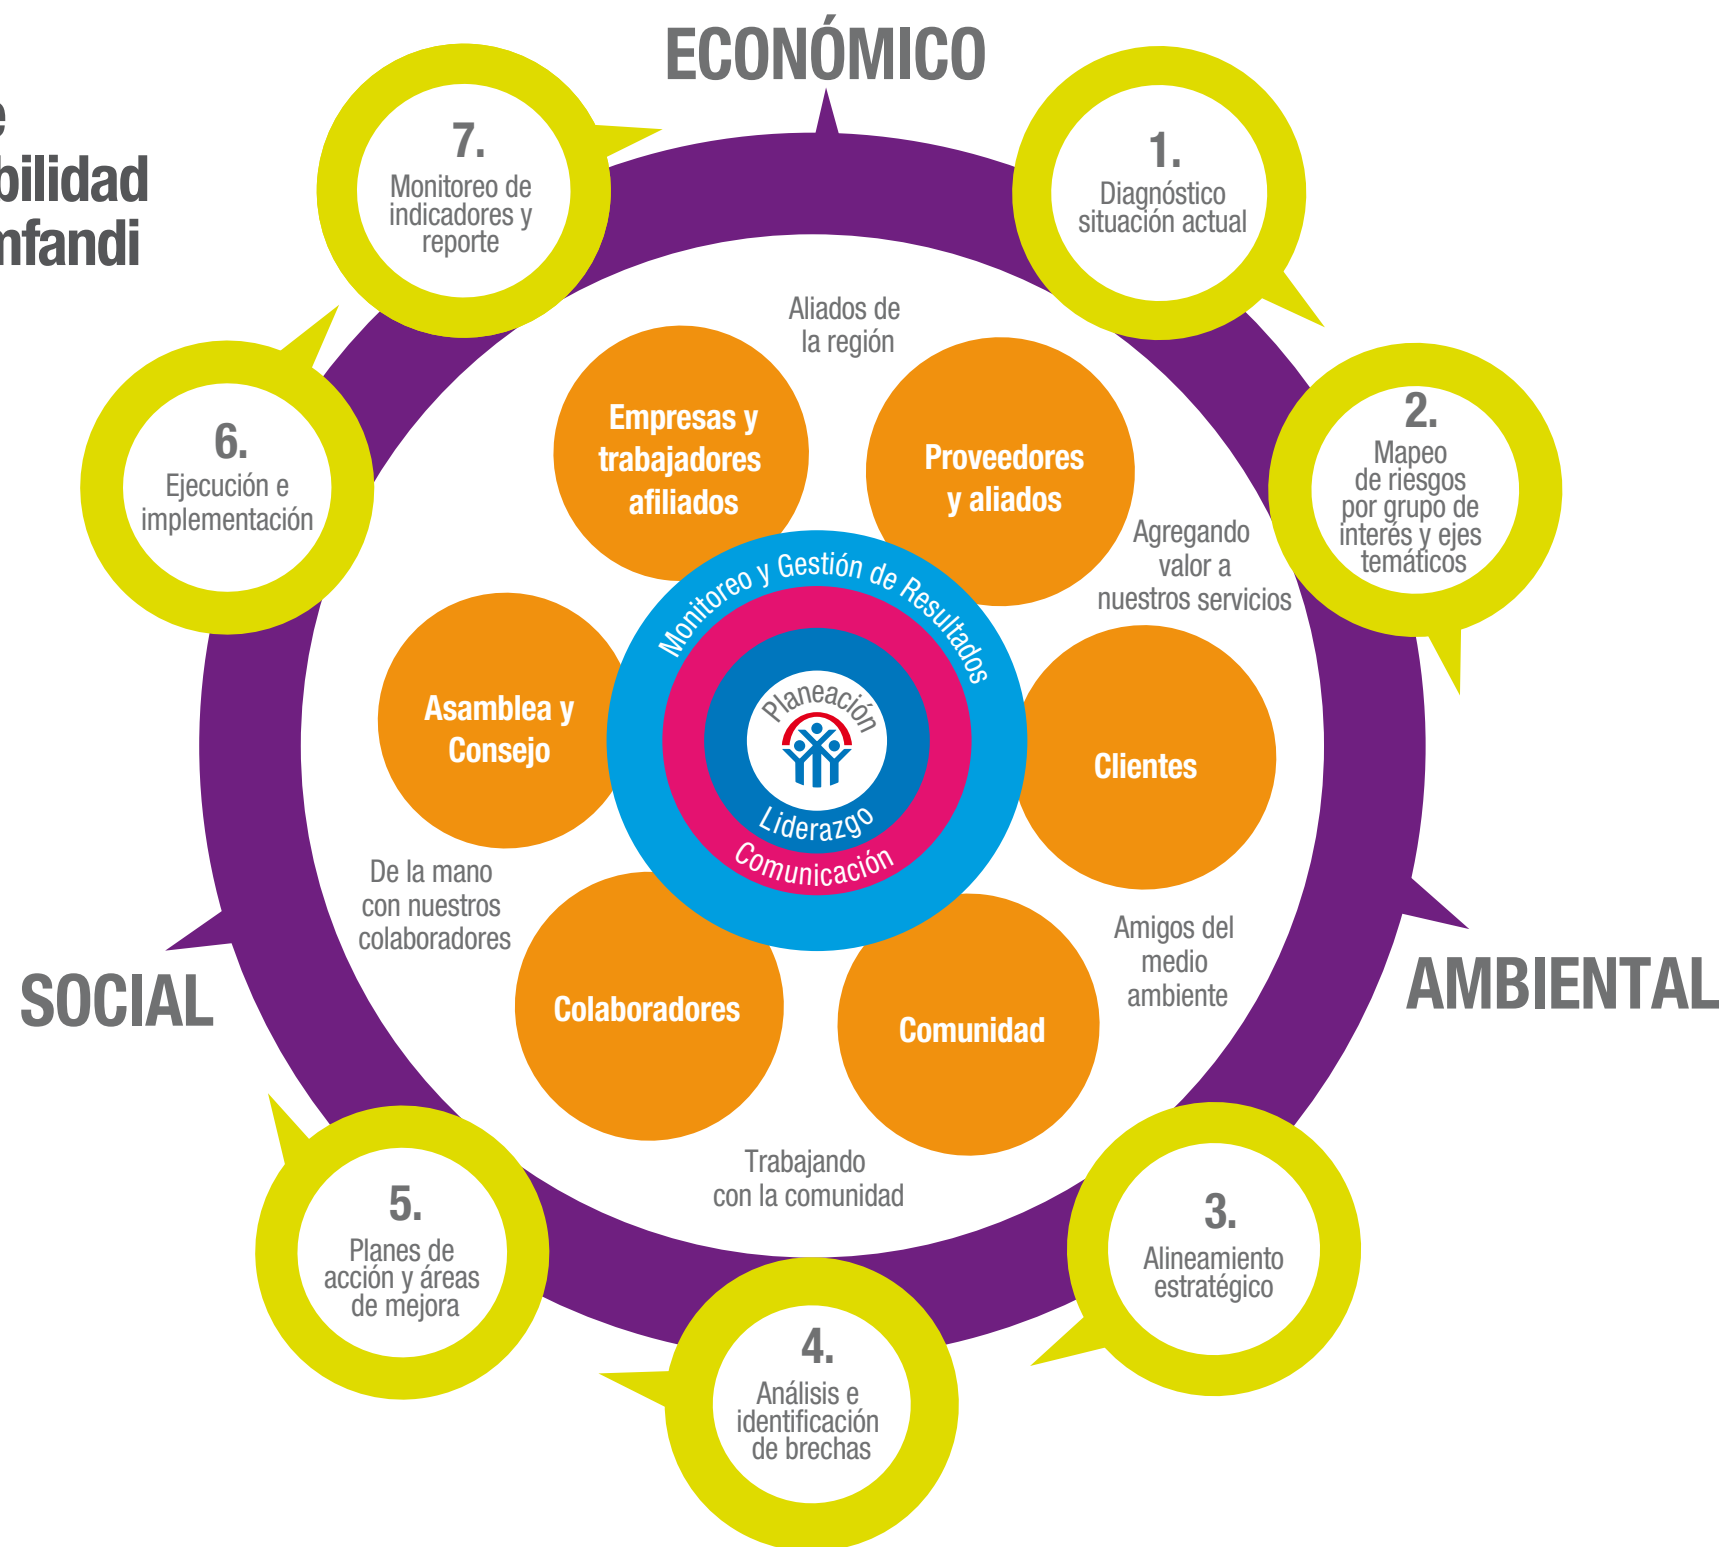 ECONÓMICO
bilidad
mfandi
7.
Monitoreo de
indicadores y
reporte
1.
Diagnóstico
situación actual
2.
Mapeo
de riesgos
por grupo de
interés y ejes
temáticos
6.
Ejecución e
implementación
Aliados de
la región
Empresas y
trabajadores
afiliados
Proveedores
y aliados
Agregando
valor a
nuestros servicios
Monitoreo y Gestión de Resultados
Planeación
Liderazgo
Comunicación
Asamblea y
Consejo
Clientes
De la mano
con nuestros
colaboradores
Amigos del
medio
ambiente
SOCIAL
AMBIENTAL
Colaboradores
Comunidad
Trabajando
con la comunidad
5.
Planes de
acción y áreas
de mejora
3.
Alineamiento
estratégico
4.
Análisis e
identificación
de brechas